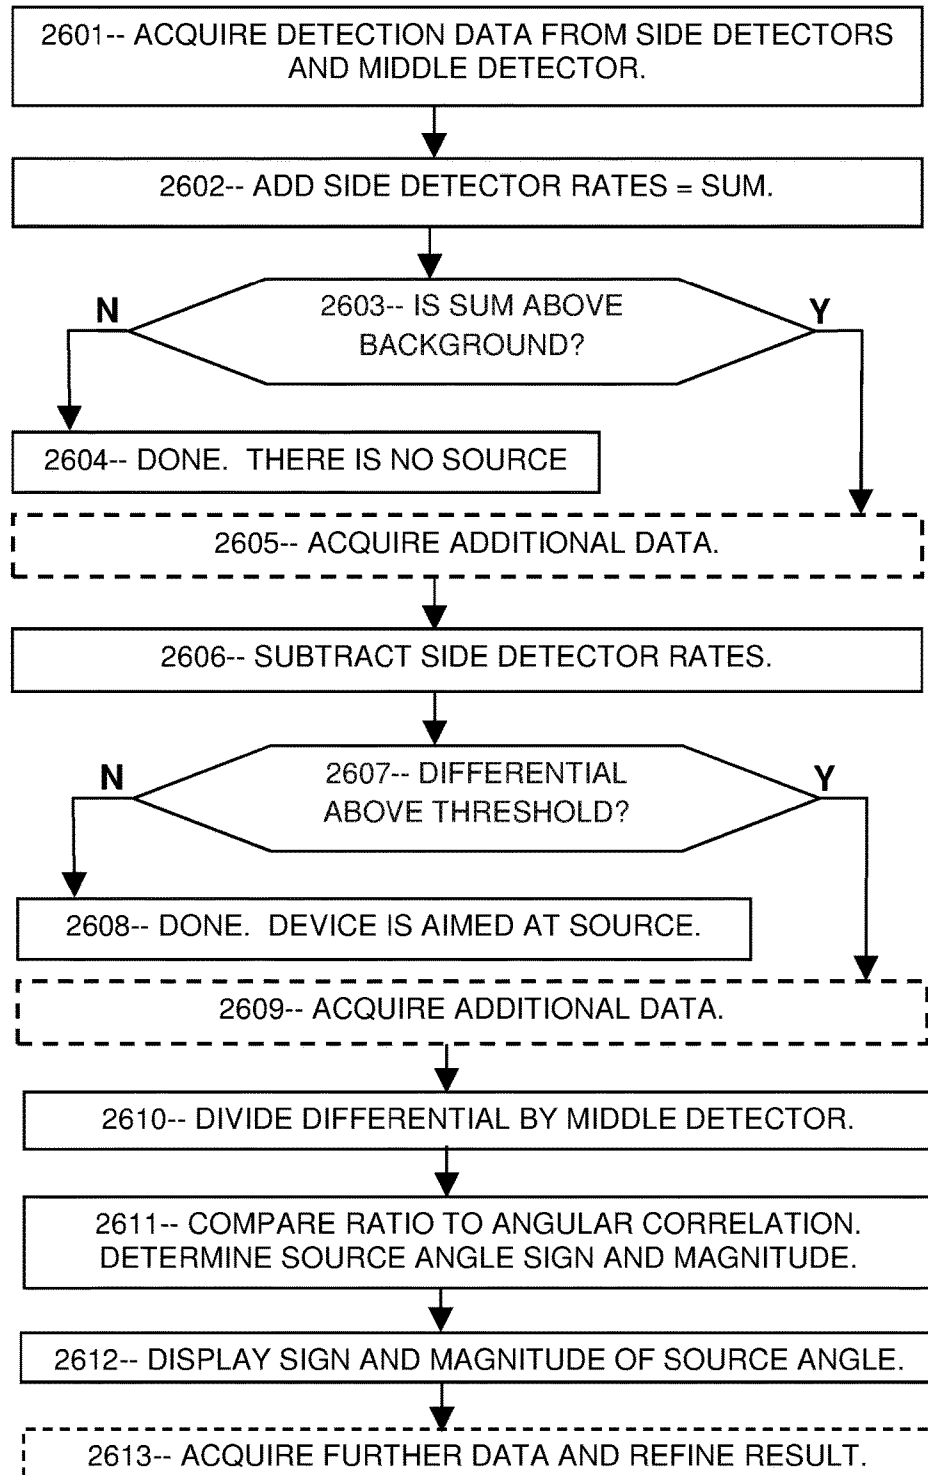 2601-- ACQUIRE DETECTION DATA FROM SIDE DETECTORS
AND MIDDLE DETECTOR.
2602-- ADD SIDE DETECTOR RATES = SUM.
N
2603-- IS SUM ABOVE
Y
BACKGROUND?
2604-- DONE.  THERE IS NO SOURCE
2605-- ACQUIRE ADDITIONAL DATA.
2606-- SUBTRACT SIDE DETECTOR RATES.
N
2607-- DIFFERENTIAL
Y
ABOVE THRESHOLD?
2608-- DONE.  DEVICE IS AIMED AT SOURCE.
2609-- ACQUIRE ADDITIONAL DATA.
2610-- DIVIDE DIFFERENTIAL BY MIDDLE DETECTOR.
2611-- COMPARE RATIO TO ANGULAR CORRELATION.
DETERMINE SOURCE ANGLE SIGN AND MAGNITUDE.
2612-- DISPLAY SIGN AND MAGNITUDE OF SOURCE ANGLE.
2613-- ACQUIRE FURTHER DATA AND REFINE RESULT.